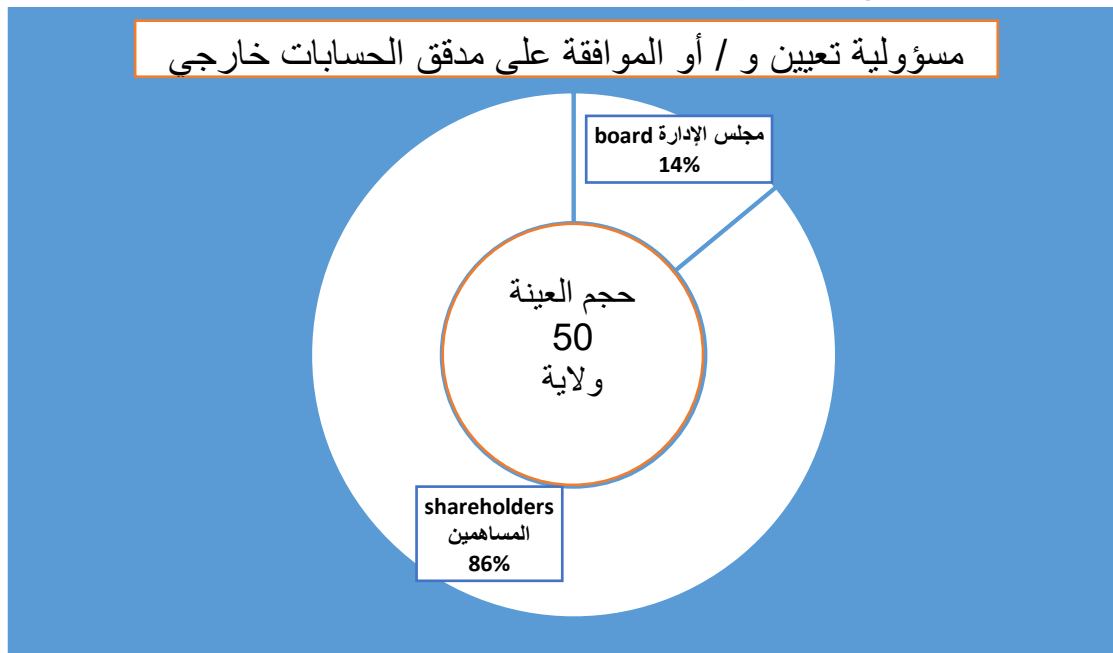 مسؤولية تعيين و / أو الموافقة على مدقق الحسابات خارجي
مجلس الإدارة board
14%
حجم العينة
50
ولاية
shareholders
المساهمين
86%